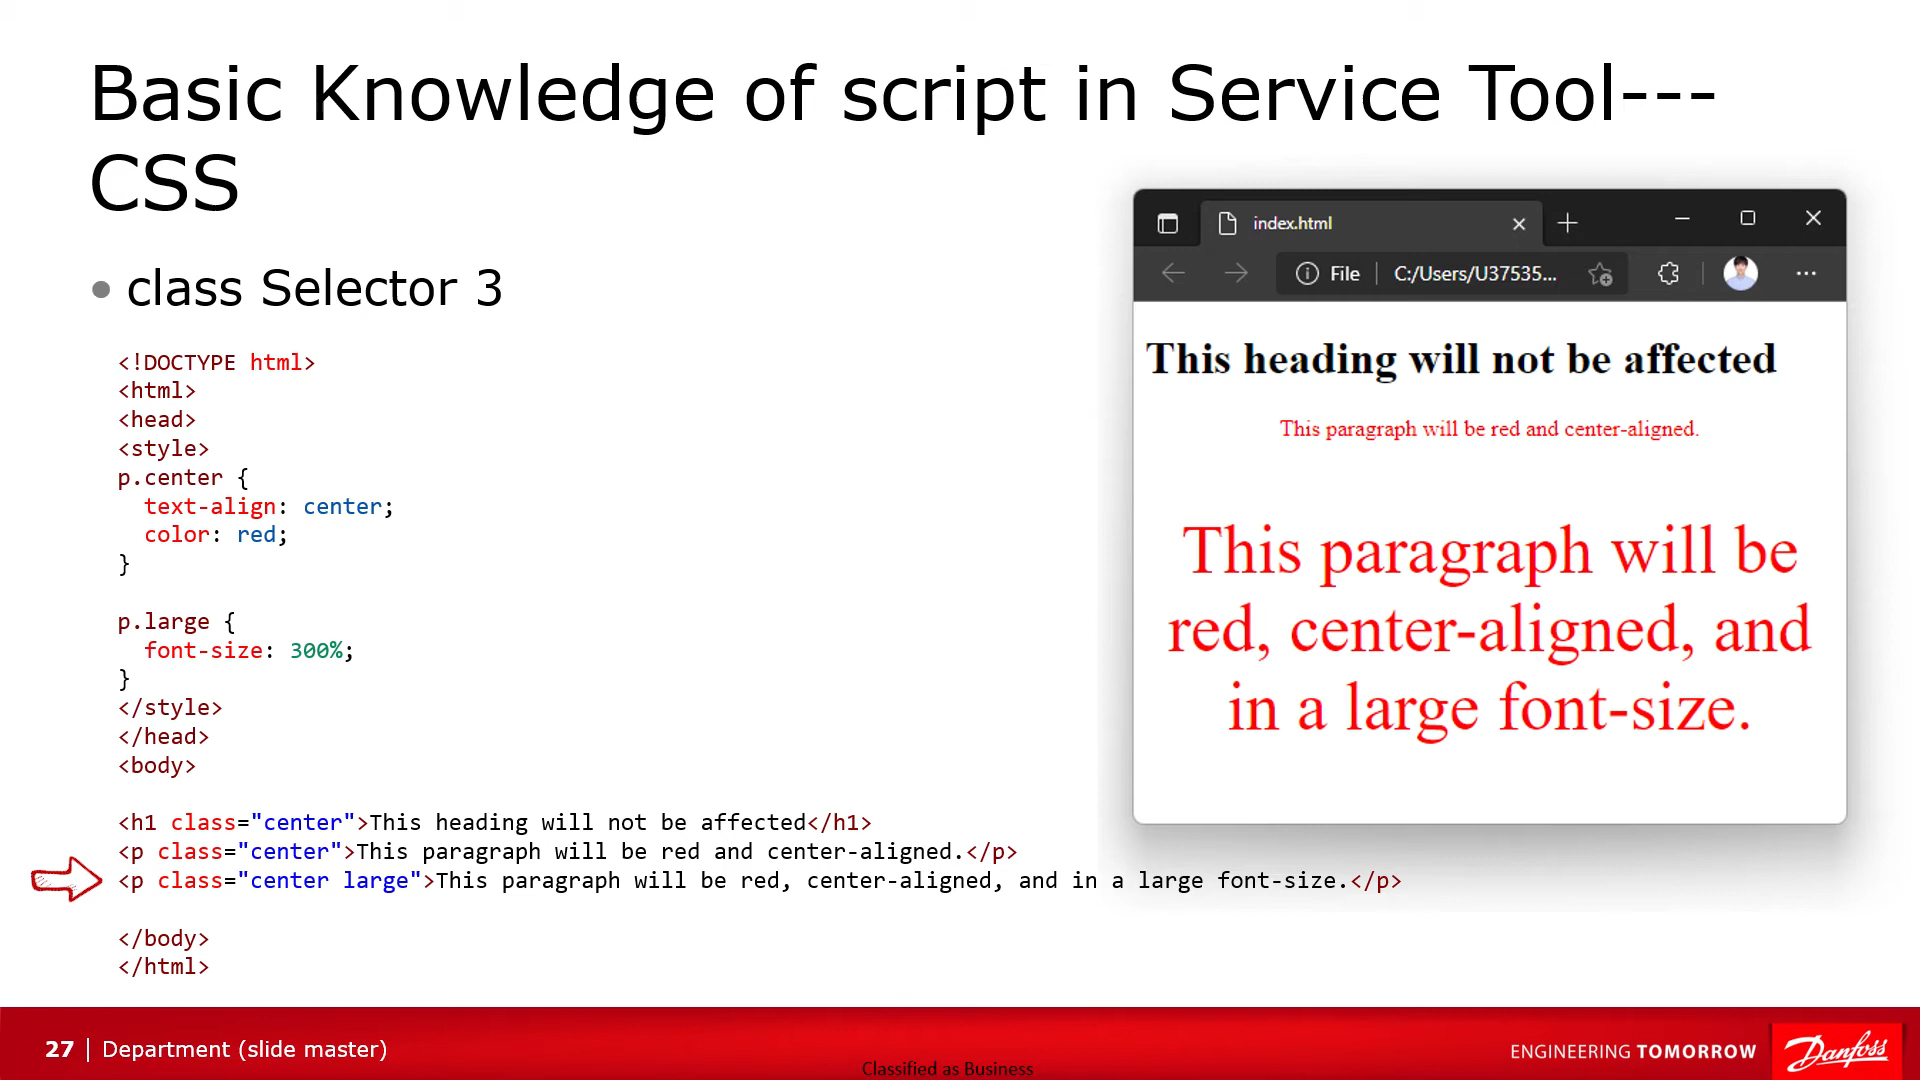 Basic Knowledge of script in Service Tool---
CSS
• class Selector 3
<!DOCTYPE html>
<html>
<head>
<style>
p.center {
  text-align: center;
  color: red;
}

p.large {
  font-size: 300%;
}
</style>
</head>
<body>

<h1 class="center">This heading will not be affected</h1>
<p class="center">This paragraph will be red and center-aligned.</p>
<p class="center large">This paragraph will be red, center-aligned, and in a large font-size.</p>

</body>
</html>
index.html
File
C:/Users/U37535...
This heading will not be affected
This paragraph will be red and center-aligned.
This paragraph will be
red, center-aligned, and
in a large font-size.
27 | Department (slide master)
Classified as Business
ENGINEERING TOMORROW
Danfoss